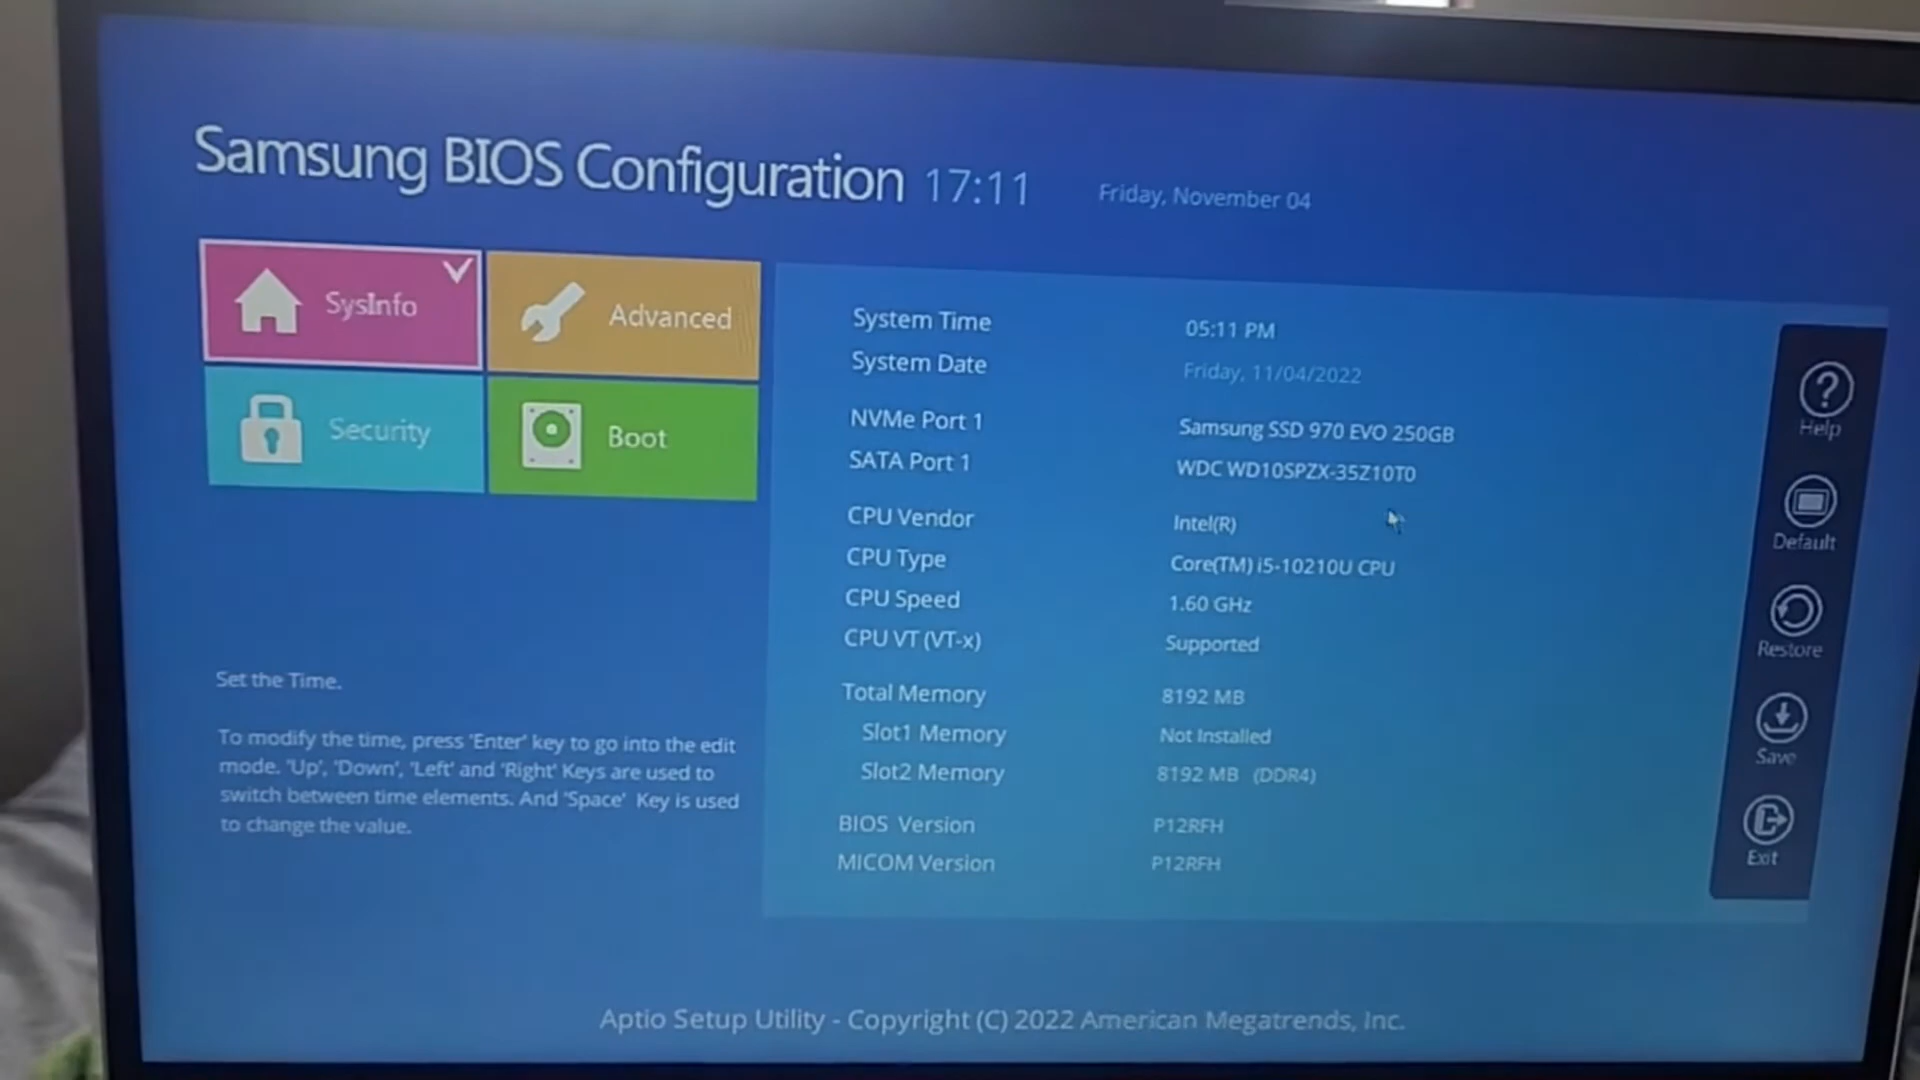 Samsung BIOS Configuration 17:11 Friday, November 04
SysInfo
Advanced
Security
Boot
System Time 05:11 PM
System Date Friday, 11/04/2022
NVMe Port 1 Samsung SSD 970 EVO 250GB
SATA Port 1 WDC WD10SPZX-35Z10T0
CPU Vendor Intel(R)
CPU Type Core(TM) i5-10210U CPU
CPU Speed 1.60 GHz
CPU VT (VT-x) Supported
Total Memory 8192 MB
Slot1 Memory Not Installed
Slot2 Memory 8192 MB (DDR4)
BIOS Version P12RFH
MICOM Version P12RFH
Set the Time.
To modify the time, press 'Enter' key to go into the edit
mode. 'Up', 'Down', 'Left' and 'Right' Keys are used to
switch between time elements. And 'Space' Key is used
to change the value.
Help
Default
Restore
Save
Exit
Aptio Setup Utility - Copyright (C) 2022 American Megatrends, Inc.